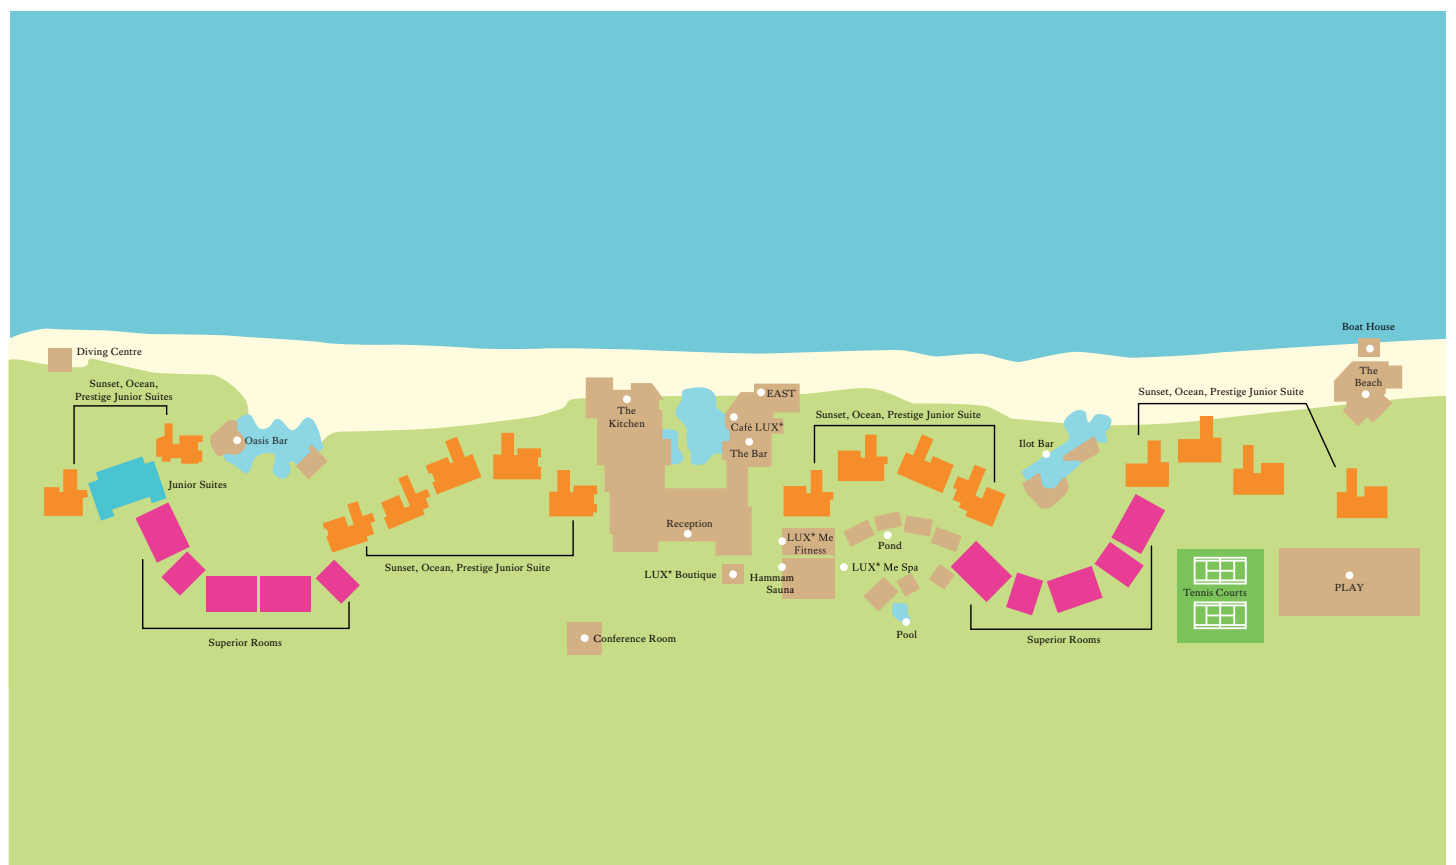 Boat House
Diving Centre
Sunset, Ocean,
Prestige Junior Suites
The
Beach
Sunset, Ocean, Prestige Junior Suite
EAST
The
Kitchen
Café LUX*
Sunset, Ocean, Prestige Junior Suite
Oasis Bar
The Bar
Ilot Bar
Junior Suites
Reception
LUX* Me
Fitness
Pond
Sunset, Ocean, Prestige Junior Suite
LUX* Boutique
Hammam
Sauna
LUX* Me Spa
Tennis Courts
PLAY
Superior Rooms
Conference Room
Pool
Superior Rooms